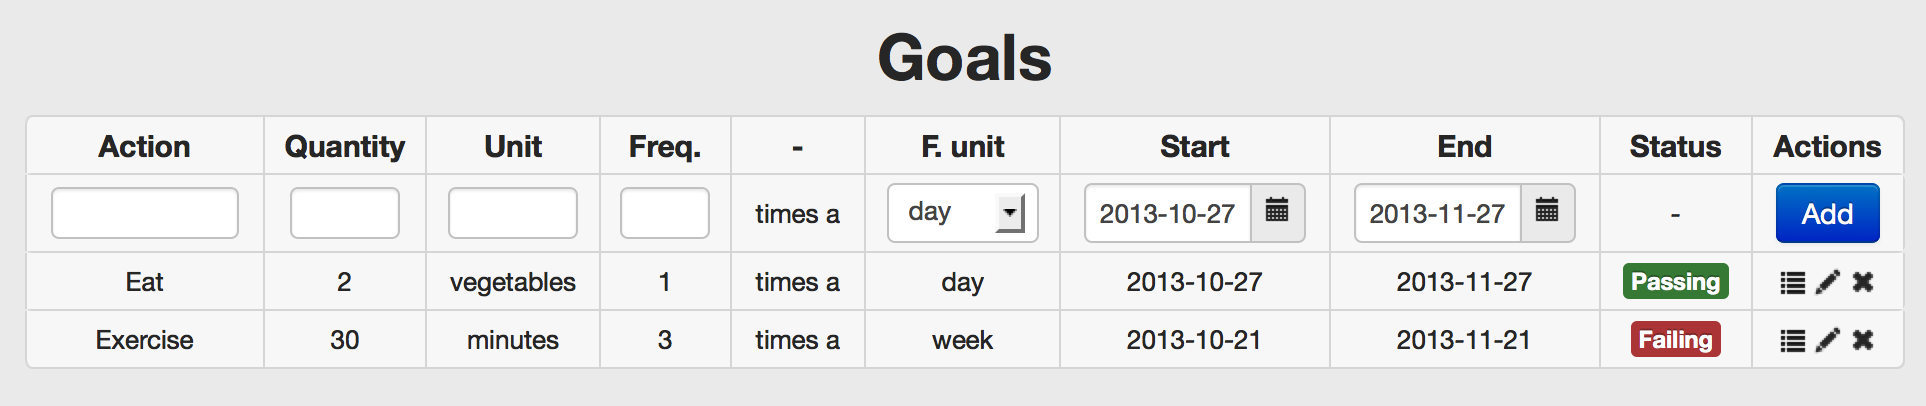 Goals
Action Quantity Unit Freq. - F. unit Start End Status Actions
times a day 2013-10-27 2013-11-27 - Add
Eat 2 vegetables 1 times a day 2013-10-27 2013-11-27 Passing
Exercise 30 minutes 3 times a week 2013-10-21 2013-11-21 Failing